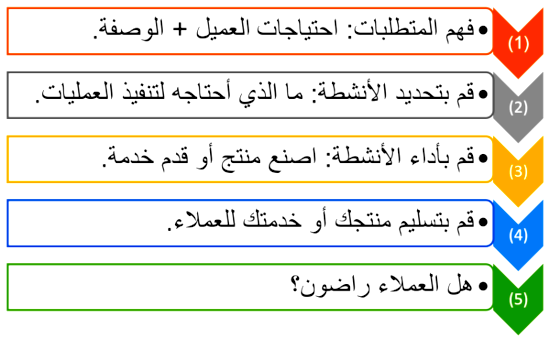 (1)
• فهم المتطلبات: احتياجات العميل + الوصفة.
(2)
• قم بتحديد الأنشطة: ما الذي أحتاجه لتنفيذ العمليات.
(3)
• قم بأداء الأنشطة: اصنع منتج أو قدم خدمة.
(4)
• قم بتسليم منتجك أو خدمتك للعملاء.
(5)
• هل العملاء راضون؟